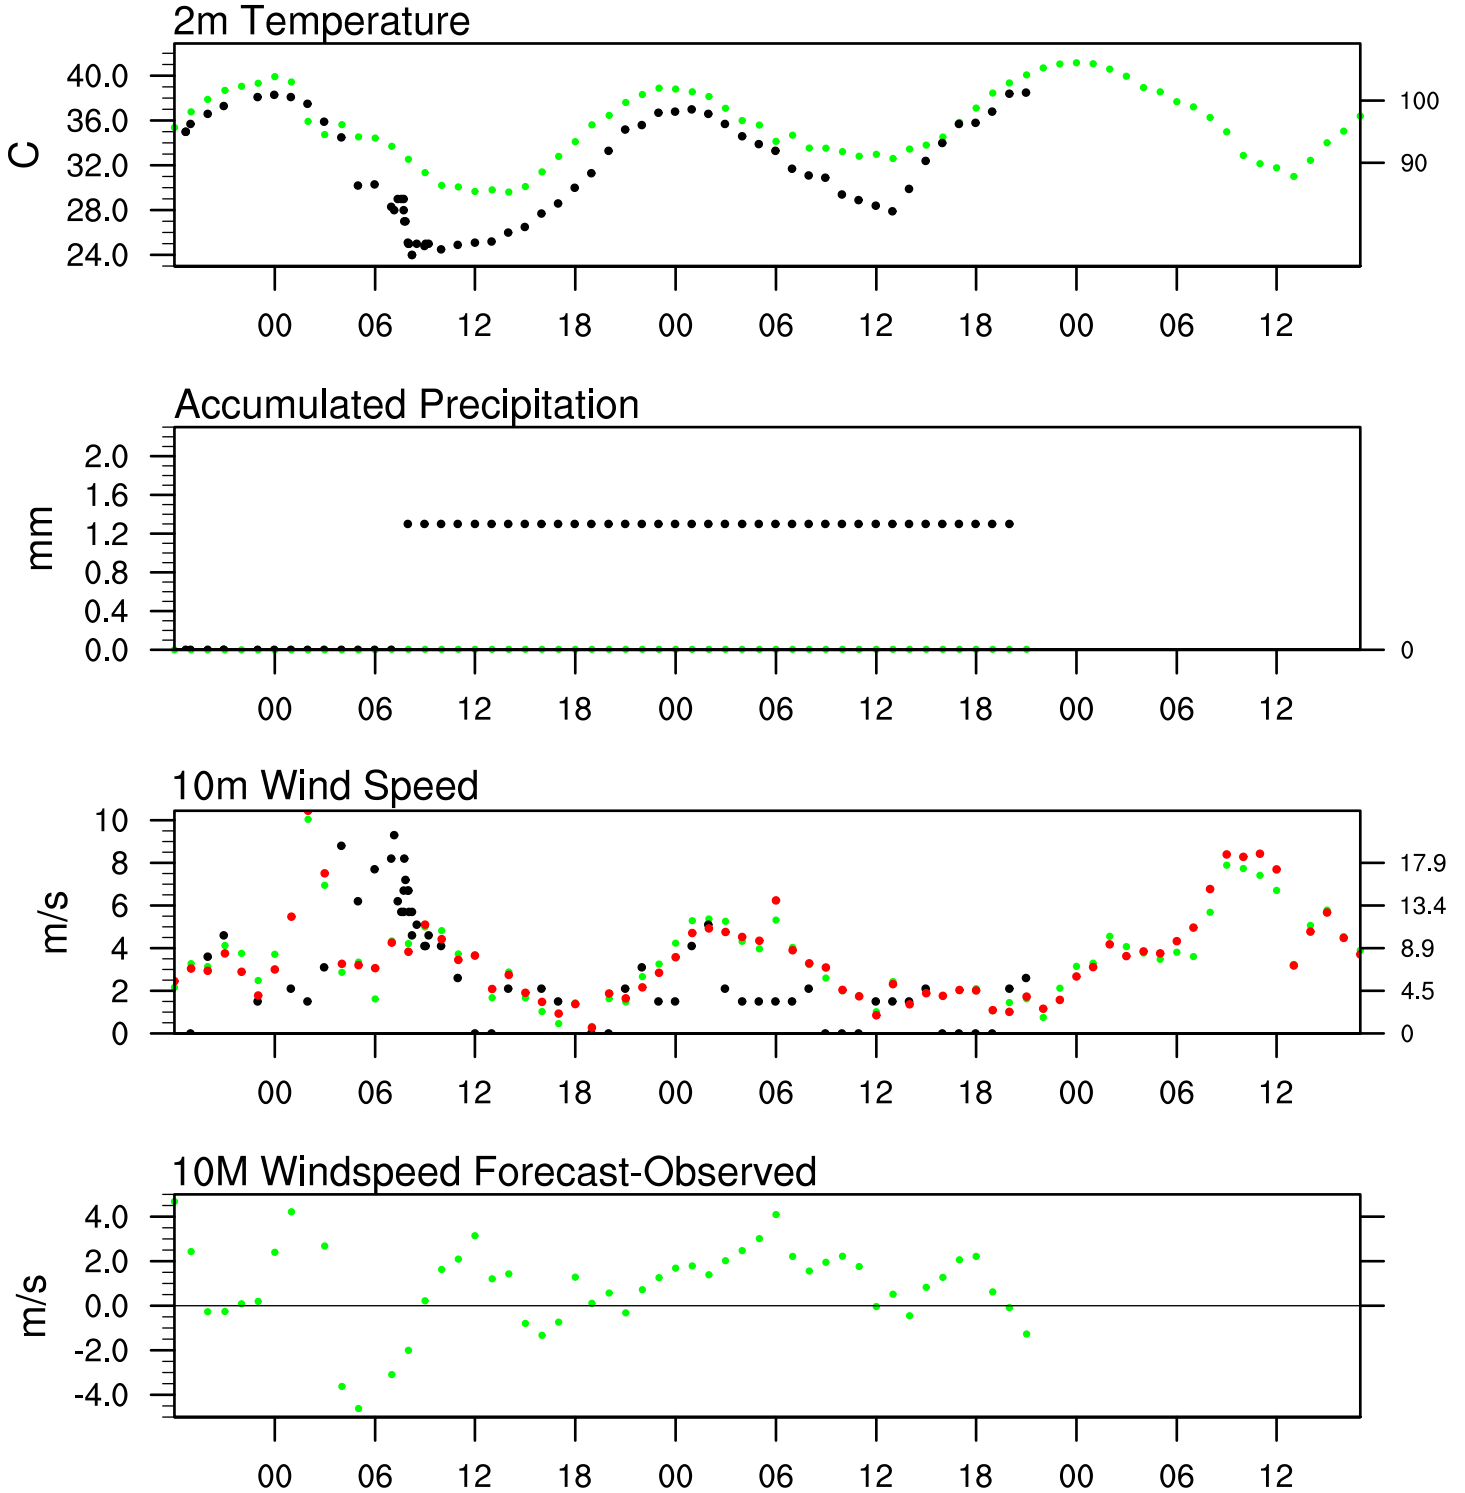 2m Temperature
C
40.0
36.0
32.0
28.0
24.0
100
90
00 06 12 18 00 06 12 18 00 06 12
Accumulated Precipitation
mm
2.0
1.6
1.2
0.8
0.4
0.0
0
00 06 12 18 00 06 12 18 00 06 12
10m Wind Speed
m/s
10
8
6
4
2
0
17.9
13.4
8.9
4.5
0
00 06 12 18 00 06 12 18 00 06 12
10M Windspeed Forecast-Observed
m/s
4.0
2.0
0.0
-2.0
-4.0
00 06 12 18 00 06 12 18 00 06 12